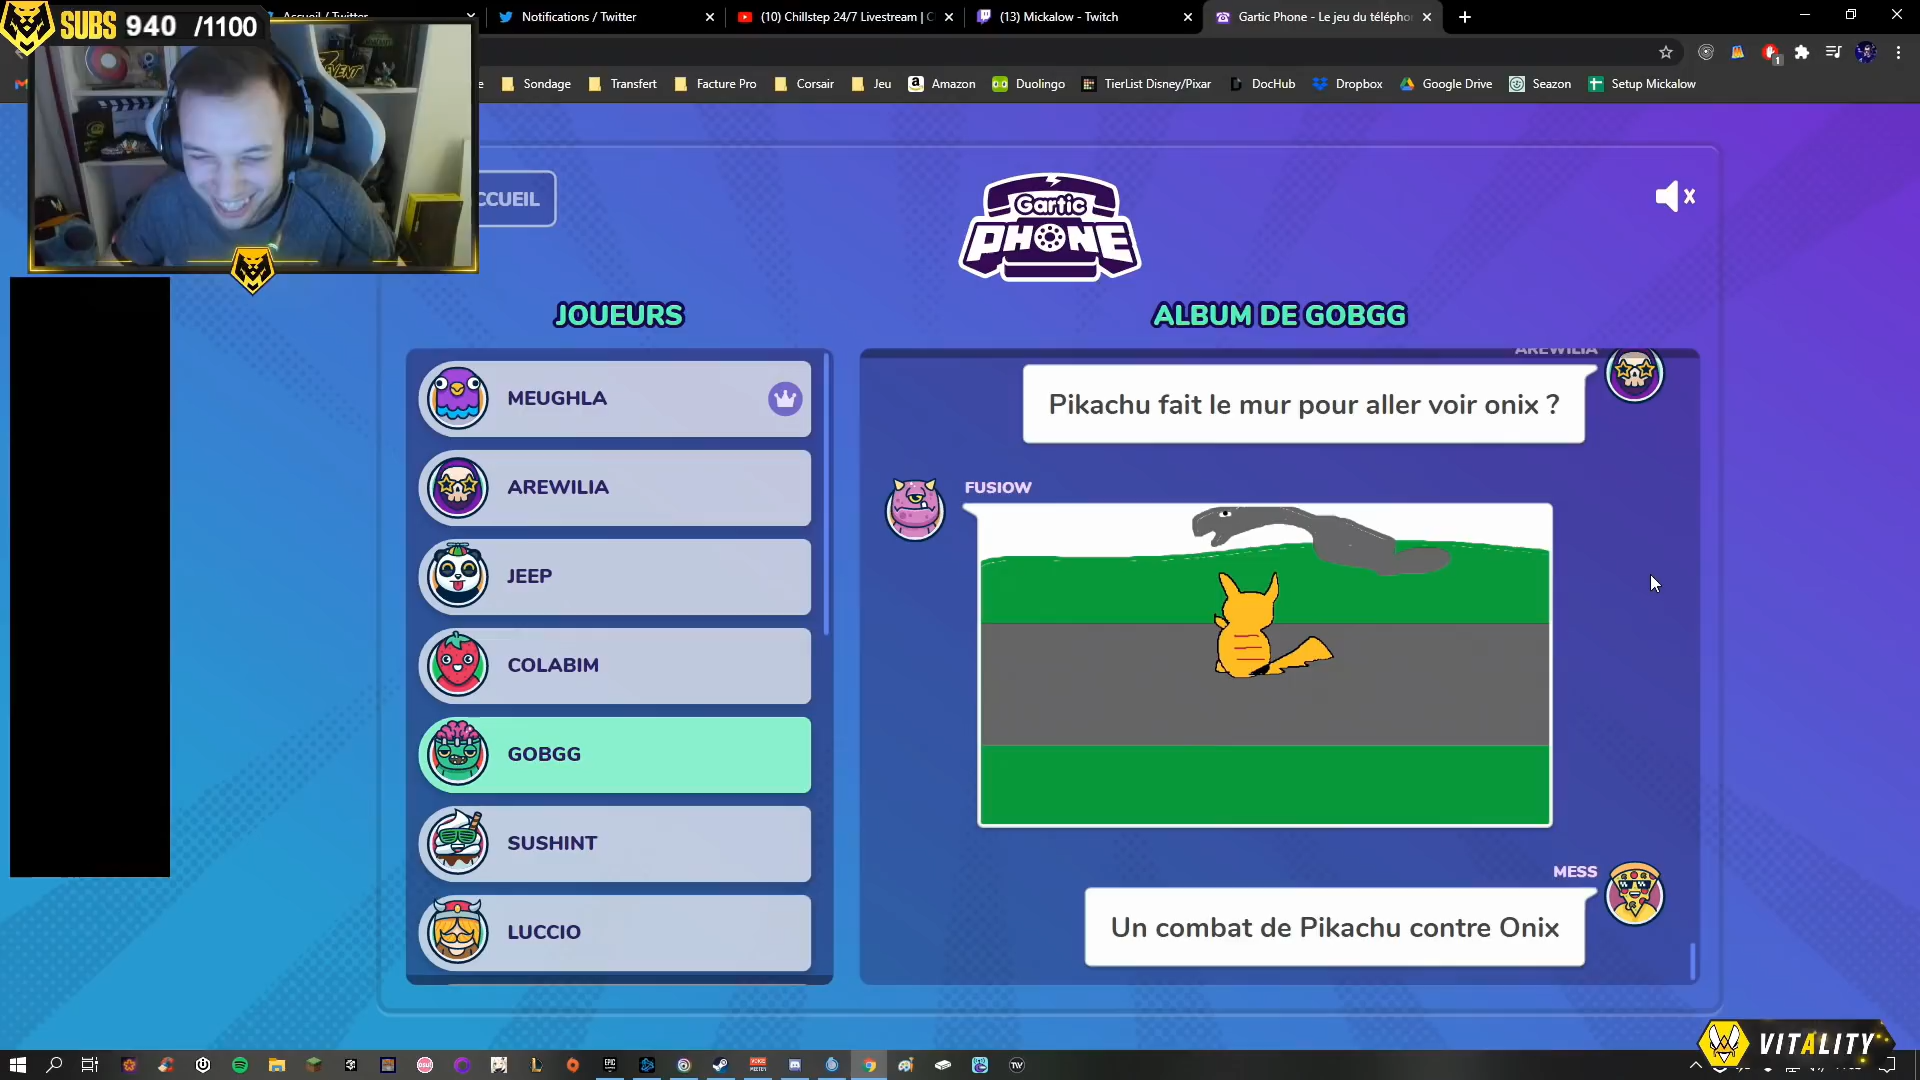 SUBS 940 /1100
Accueil / Twitter
Notifications / Twitter
(10) Chillstep 24/7 Livestream |
(13) Mickalow - Twitch
Gartic Phone - Le jeu du télépho
Sondage
Transfert
Facture Pro
Corsair
Jeu
Amazon
Duolingo
TierList Disney/Pixar
DocHub
Dropbox
Google Drive
Seazon
Setup Mickalow
CCUEIL
Gartic
PHONE
JOUEURS
ALBUM DE GOBGG
MEUGHLA
AREWILIA
JEEP
COLABIM
GOBGG
SUSHINT
LUCCIO
AREWILIA
Pikachu fait le mur pour aller voir onix ?
FUSIOW
MESS
Un combat de Pikachu contre Onix
VITALITY